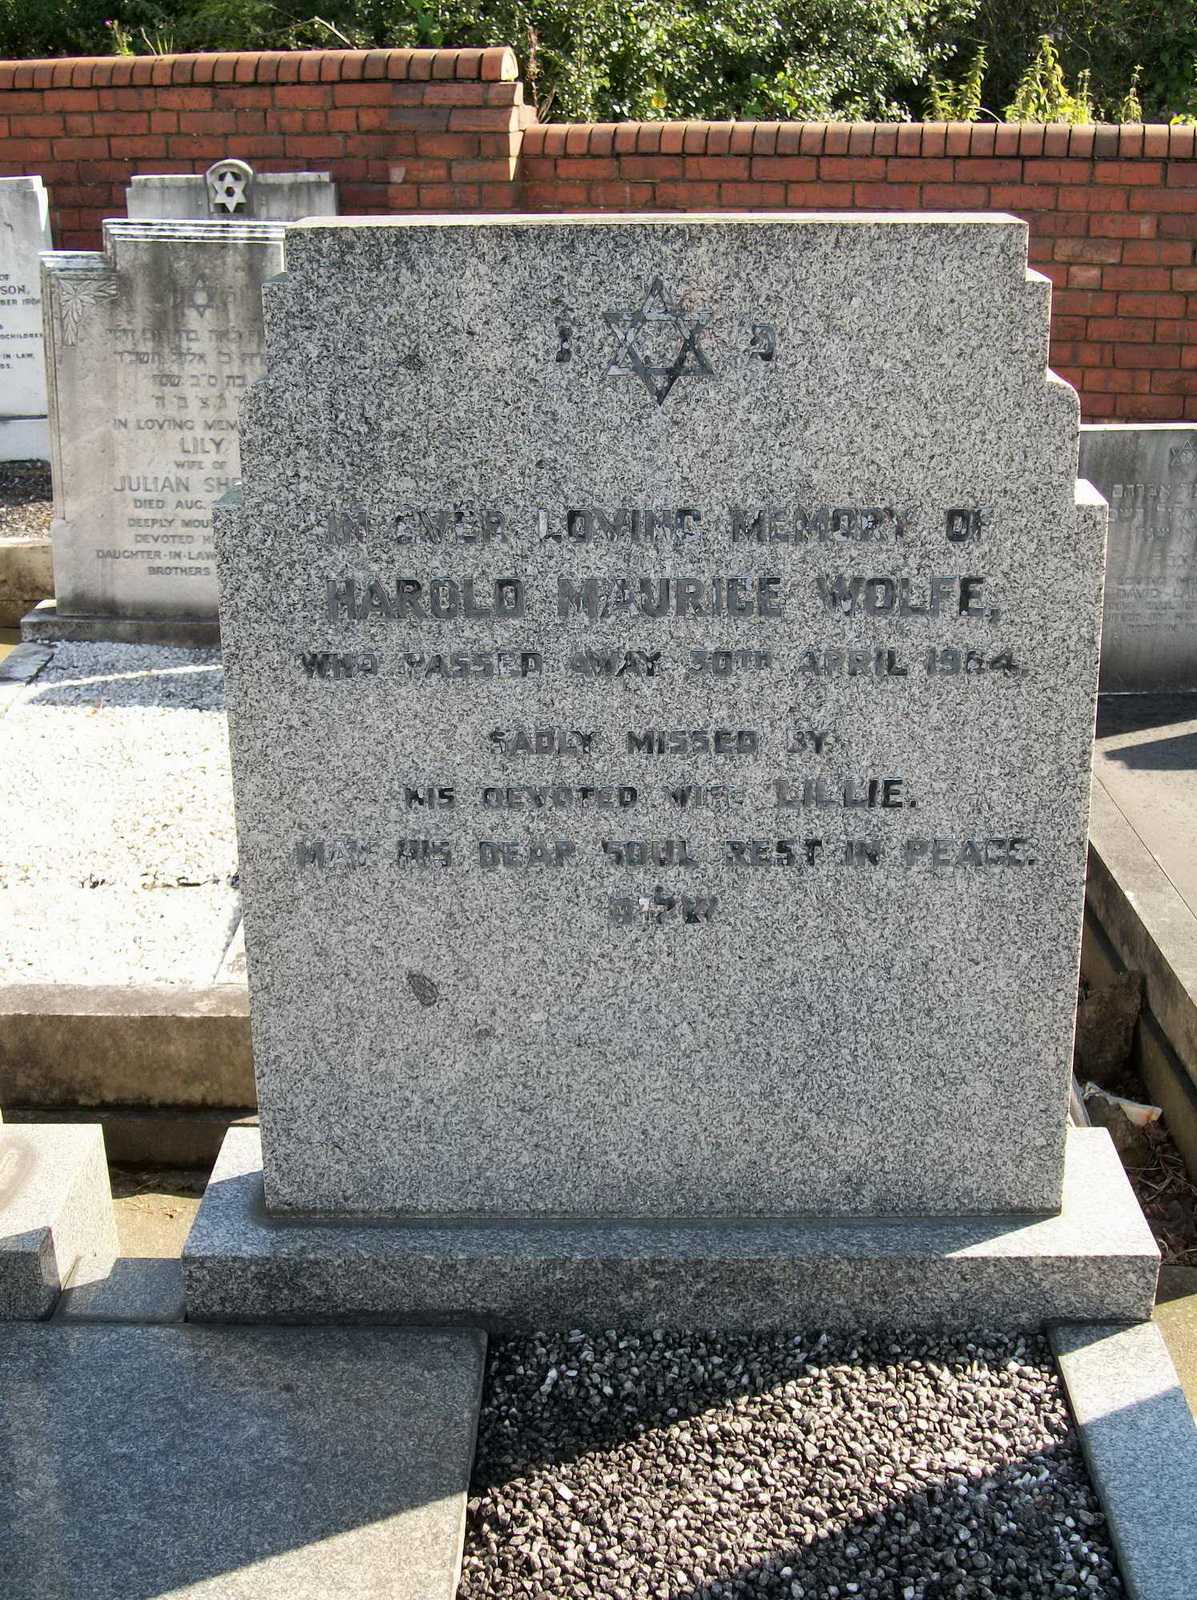 פ נ
IN EVER LOVING MEMORY OF
HAROLD MAURICE WOLFE,
WHO PASSED AWAY 30TH APRIL 1964.
SADLY MISSED BY
HIS DEVOTED WIFE LILLIE.
MAY HIS DEAR SOUL REST IN PEACE.
שלום
IN LOVING
LILY
WIFE OF
JULIAN
DIED AUG.
DEEPLY
DEVOTED
DAUGHTER-IN-LAW
BROTHERS
DAVID